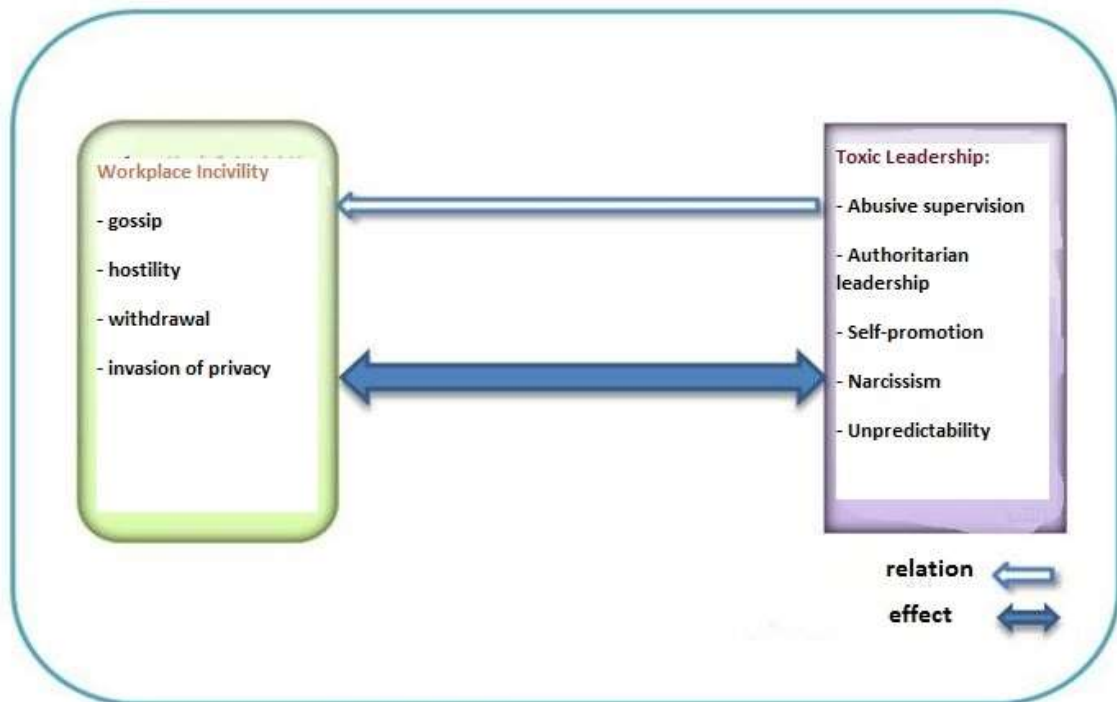 Workplace Incivility
- gossip
- hostility
- withdrawal
- invasion of privacy
Toxic Leadership:
- Abusive supervision
- Authoritarian
leadership
- Self-promotion
- Narcissism
- Unpredictability
relation
effect